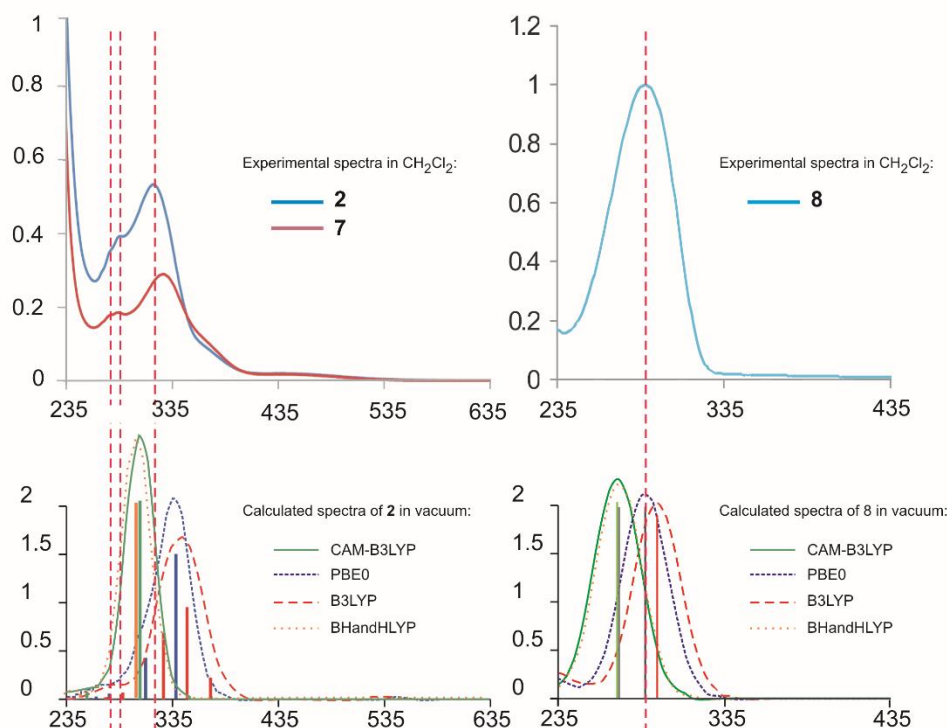 1
0.8
0.6
0.4
0.2
0
235 335 435 535 635
Experimental spectra in CH₂Cl₂:
2
7
1.2
1
0.8
0.6
0.4
0.2
0
235 335 435
Experimental spectra in CH₂Cl₂:
8
2
1.5
1
0.5
0
235 335 435 535 635
Calculated spectra of 2 in vacuum:
CAM-B3LYP
PBE0
B3LYP
BHandHLYP
2
1.5
1
0.5
0
235 335 435
Calculated spectra of 8 in vacuum:
CAM-B3LYP
PBE0
B3LYP
BHandHLYP